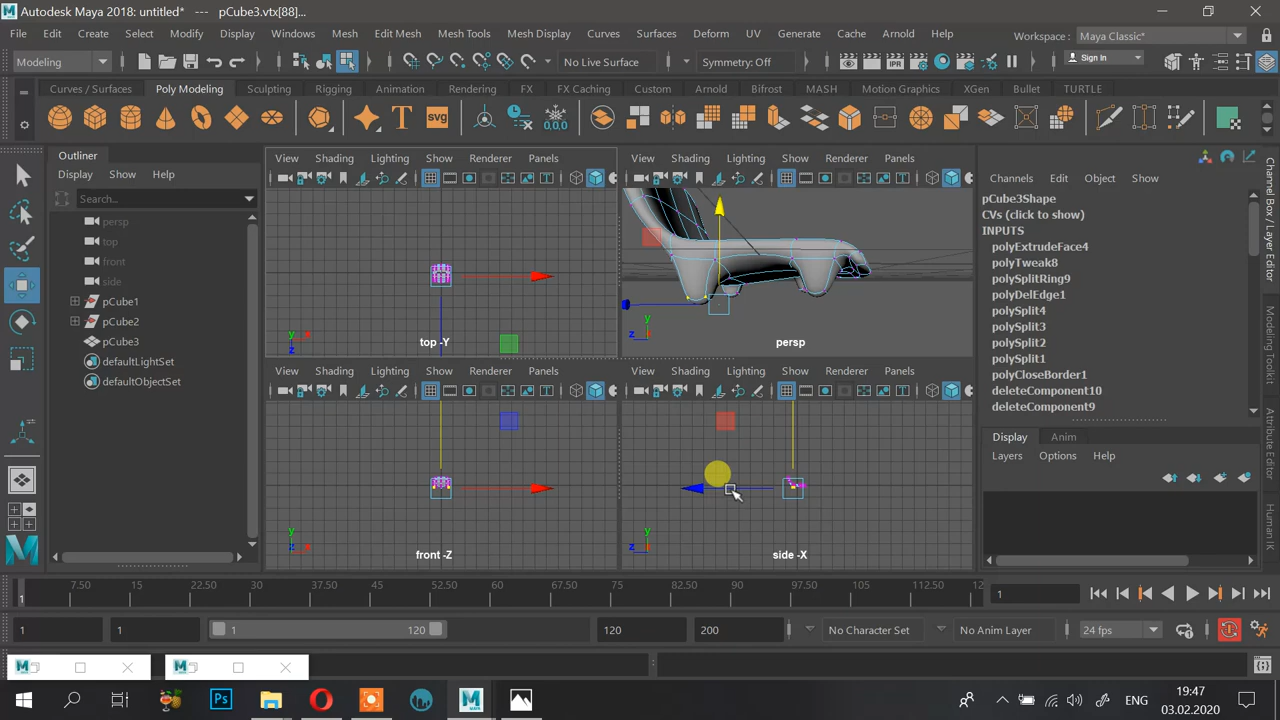 Autodesk Maya 2018: untitled*   ---   pCube3.vtx[88]...
File Edit Create Select Modify Display Windows Mesh Edit Mesh Mesh Tools Mesh Display Curves Surfaces Deform UV Generate Cache Arnold Help Workspace : Maya Classic*
Modeling No Live Surface Symmetry: Off Sign In
Curves / Surfaces Poly Modeling Sculpting Rigging Animation Rendering FX FX Caching Custom Arnold Bifrost MASH Motion Graphics XGen Bullet TURTLE
SVG 0,0,0
Outliner
Display Show Help
Search...
persp
top
front
side
pCube1
pCube2
pCube3
defaultLightSet
defaultObjectSet
View Shading Lighting Show Renderer Panels
y x z
top -Y
View Shading Lighting Show Renderer Panels
y z
persp
View Shading Lighting Show Renderer Panels
y z x
front -Z
View Shading Lighting Show Renderer Panels
y z
side -X
Channels Edit Object Show
pCube3Shape
CVs (click to show)
INPUTS
polyExtrudeFace4
polyTweak8
polySplitRing9
polyDelEdge1
polySplit4
polySplit3
polySplit2
polySplit1
polyCloseBorder1
deleteComponent10
deleteComponent9
Display Anim
Layers Options Help
Channel Box / Layer Editor
Modeling Toolkit
Attribute Editor
Human IK
1 7.50 15 22.50 30 37.50 45 52.50 60 67.50 75 82.50 90 97.50 105 112.50 12 1
1 1 1 120 120 200 No Character Set No Anim Layer 24 fps
M M
Ps M ENG 19:47
03.02.2020